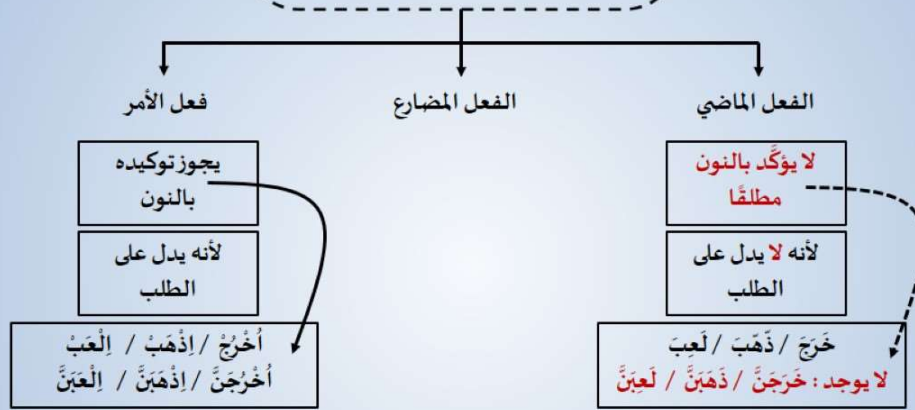 الفعل الماضي
الفعل المضارع
فعل الأمر
لا يؤكَّد بالنون
مطلقًا
لأنه لا يدل على
الطلب
خَرَجَ / ذّهَبَ / لَعِبَ
لا يوجد : خَرَجَنَّ / ذَهَبَنَّ / لَعِبَنَّ
يجوز توكيده
بالنون
لأنه يدل على
الطلب
أُخْرُجْ / اِذْهَبْ / اِلْعَبْ
أُخْرُجَنَّ / اِذْهَبَنَّ / اِلْعَبَنَّ